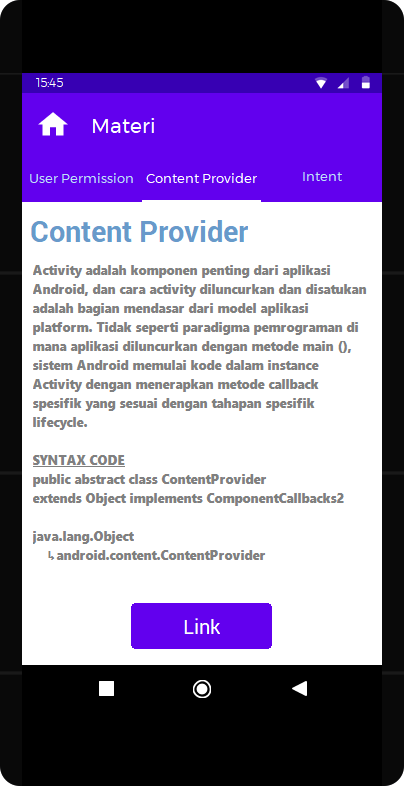 15:45
Materi
User Permission Content Provider Intent
Content Provider
Activity adalah komponen penting dari aplikasi
Android, dan cara activity diluncurkan dan disatukan
adalah bagian mendasar dari model aplikasi
platform. Tidak seperti paradigma pemrograman di
mana aplikasi diluncurkan dengan metode main (),
sistem Android memulai kode dalam instance
Activity dengan menerapkan metode callback
spesifik yang sesuai dengan tahapan spesifik
lifecycle.
SYNTAX CODE
public abstract class ContentProvider
extends Object implements ComponentCallbacks2
java.lang.Object
↳android.content.ContentProvider
Link